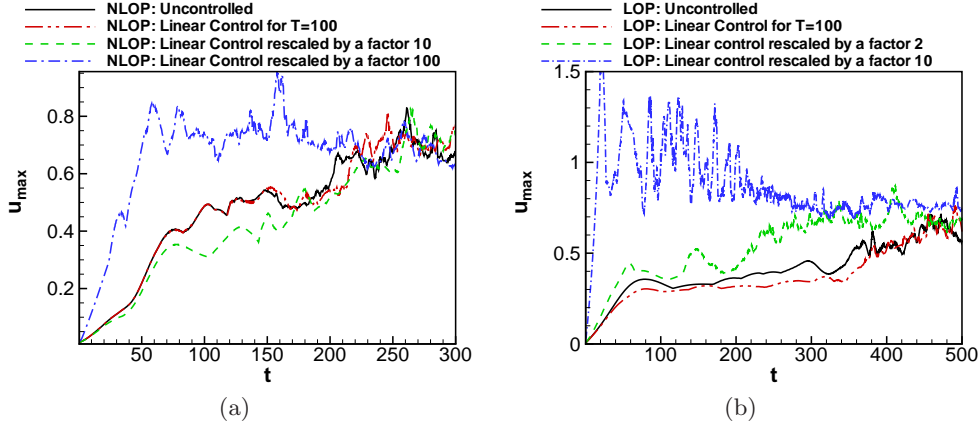 NLOP: Uncontrolled
NLOP: Linear Control for T=100
NLOP: Linear Control rescaled by a factor 10
NLOP: Linear Control rescaled by a factor 100
0.8
0.6
0.4
0.2
u_max
50 100 150 200 250 300
t
(a)
LOP: Uncontrolled
LOP: Linear Control for T=100
LOP: Linear control rescaled by a factor 2
LOP: Linear control rescaled by a factor 10
1.5
1
0.5
0
u_max
100 200 300 400 500
t
(b)